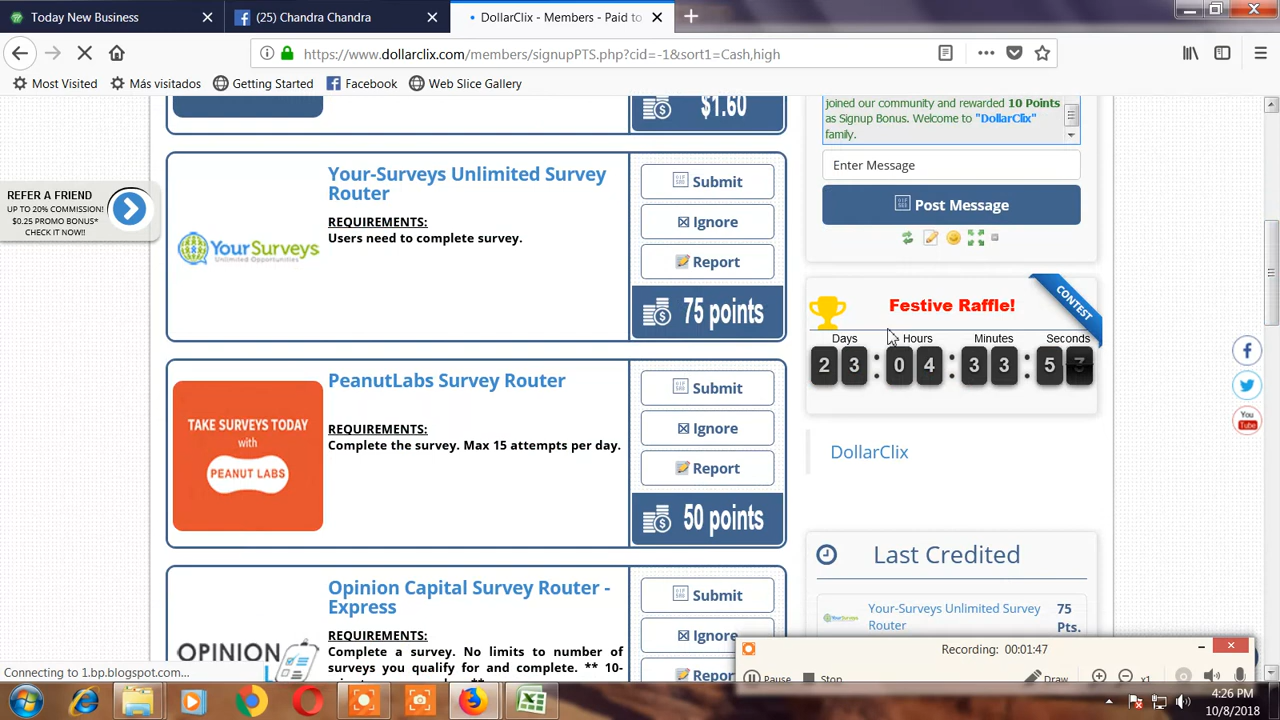 Today New Business
(25) Chandra Chandra
DollarClix - Members - Paid to
https://www.dollarclix.com/members/signupPTS.php?cid=-1&sort1=Cash,high
Most Visited
Más visitados
Getting Started
Facebook
Web Slice Gallery
REFER A FRIEND
UP TO 20% COMMISSION!
$0.25 PROMO BONUS*
CHECK IT NOW!!
$1.60
Your-Surveys Unlimited Survey
Router
REQUIREMENTS:
Users need to complete survey.
YourSurveys
Unlimited Opportunities
Submit
Ignore
Report
75 points
PeanutLabs Survey Router
REQUIREMENTS:
Complete the survey. Max 15 attempts per day.
TAKE SURVEYS TODAY
with
PEANUT LABS
Submit
Ignore
Report
50 points
Opinion Capital Survey Router -
Express
REQUIREMENTS:
Complete a survey. No limits to number of
surveys you qualify for and complete. ** 10-
OPINION
Submit
Ignore
Report
joined our community and rewarded 10 Points
as Signup Bonus. Welcome to "DollarClix"
family.
Enter Message
Post Message
CONTEST
Festive Raffle!
Days Hours Minutes Seconds
23:04:33:5
DollarClix
Last Credited
Your-Surveys Unlimited Survey
Router
75
Pts.
You
Tube
Connecting to 1.bp.blogspot.com...
Recording: 00:01:47
Pause
Stop
Draw
x1
4:26 PM
10/8/2018